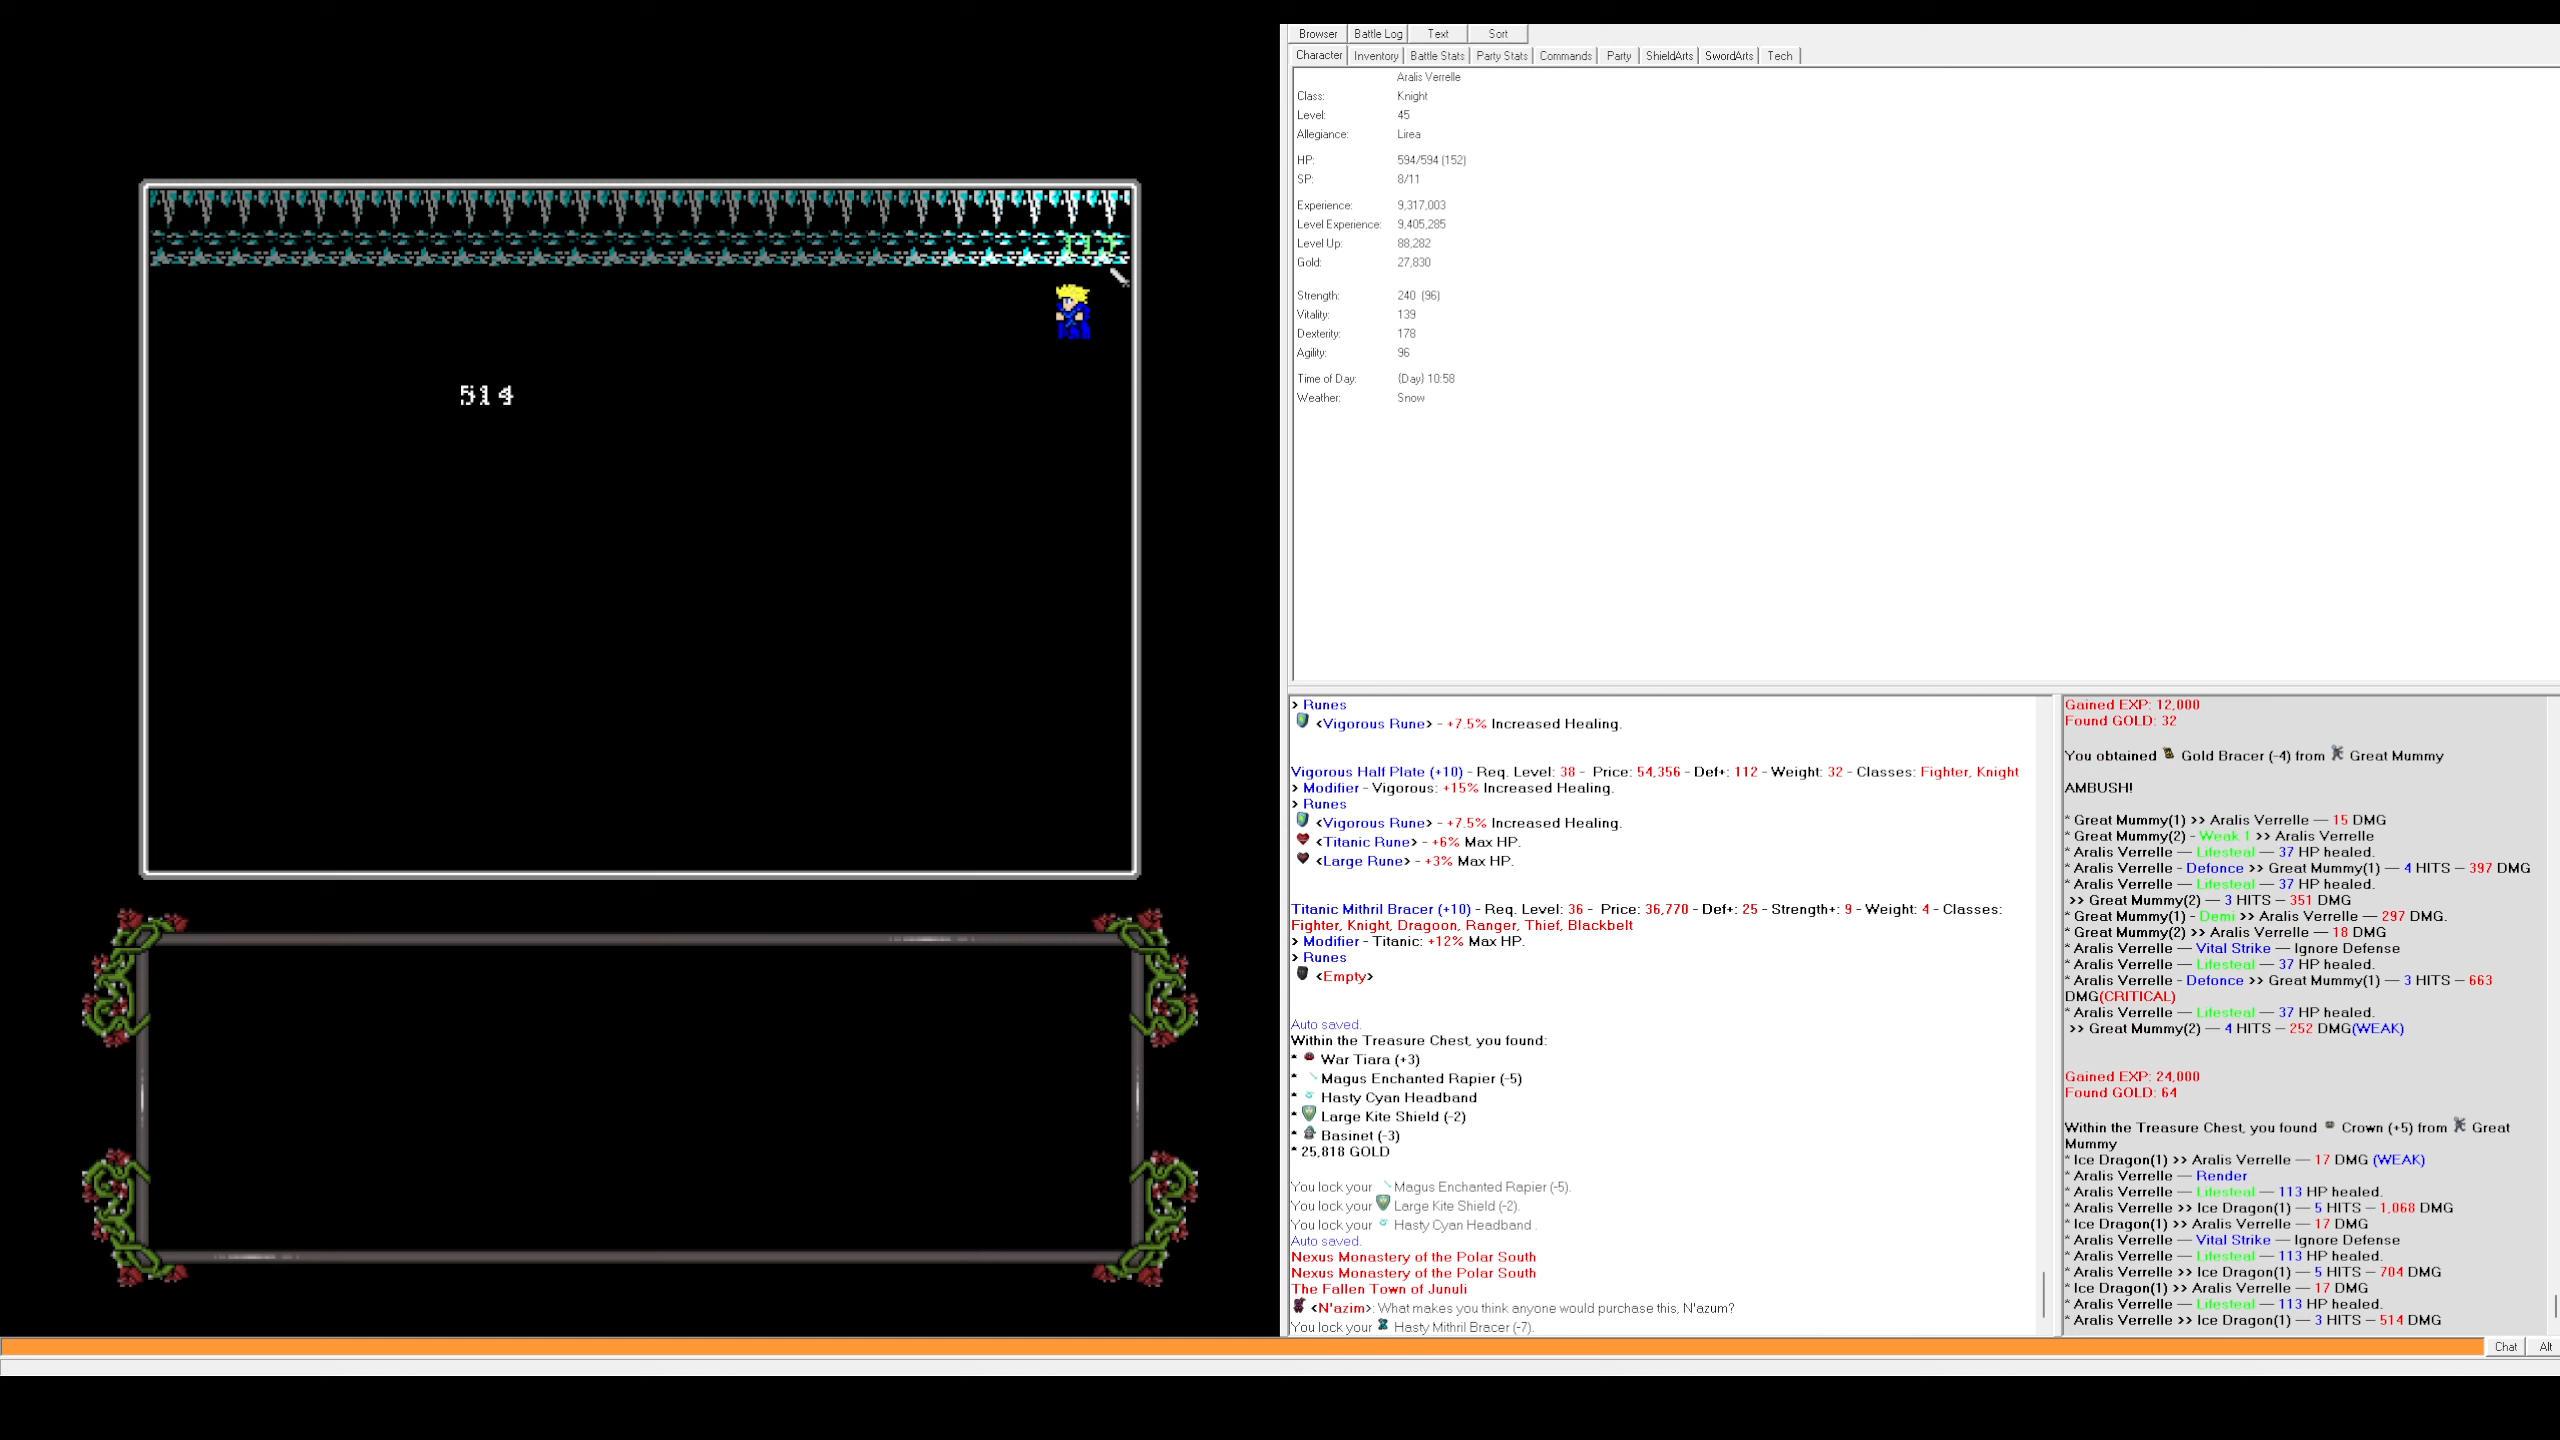 Browser Battle Log Text Sort
Character Inventory Battle Stats Party Stats Commands Party ShieldArts SwordArts Tech
Aralis Verrelle
Class: Knight
Level: 45
Allegiance: Lirea
HP: 594/594 (152)
SP: 8/11
Experience: 9,317,003
Level Experience: 9,405,285
Level Up: 88,282
Gold: 27,830
Strength: 240 (96)
Vitality: 139
Dexterity: 178
Agility: 96
Time of Day: (Day) 10:58
Weather: Snow
514
> Runes
<Vigorous Rune> - +7.5% Increased Healing.
Vigorous Half Plate (+10) - Req. Level: 38 - Price: 54,356 - Def+: 112 - Weight: 32 - Classes: Fighter, Knight
> Modifier - Vigorous: +15% Increased Healing.
> Runes
<Vigorous Rune> - +7.5% Increased Healing.
<Titanic Rune> - +6% Max HP.
<Large Rune> - +3% Max HP.
Titanic Mithril Bracer (+10) - Req. Level: 36 - Price: 36,770 - Def+: 25 - Strength+: 9 - Weight: 4 - Classes:
Fighter, Knight, Dragoon, Ranger, Thief, Blackbelt
> Modifier - Titanic: +12% Max HP.
> Runes
<Empty>
Auto saved.
Within the Treasure Chest, you found:
* War Tiara (+3)
* Magus Enchanted Rapier (-5)
* Hasty Cyan Headband
* Large Kite Shield (-2)
* Basinet (-3)
* 25,818 GOLD
You lock your Magus Enchanted Rapier (-5).
You lock your Large Kite Shield (-2).
You lock your Hasty Cyan Headband .
Auto saved.
Nexus Monastery of the Polar South
Nexus Monastery of the Polar South
The Fallen Town of Junuli
<N'azim>: What makes you think anyone would purchase this, N'azum?
You lock your Hasty Mithril Bracer (-7).
Gained EXP: 12,000
Found GOLD: 32
You obtained Gold Bracer (-4) from Great Mummy
AMBUSH!
* Great Mummy(1) >> Aralis Verrelle — 15 DMG
* Great Mummy(2) - Weak 1 >> Aralis Verrelle
* Aralis Verrelle — Lifesteal — 37 HP healed.
* Aralis Verrelle - Defonce >> Great Mummy(1) — 4 HITS — 397 DMG
* Aralis Verrelle — Lifesteal — 37 HP healed.
>> Great Mummy(2) — 3 HITS — 351 DMG
* Great Mummy(1) - Demi >> Aralis Verrelle — 297 DMG.
* Great Mummy(2) >> Aralis Verrelle — 18 DMG
* Aralis Verrelle — Vital Strike — Ignore Defense
* Aralis Verrelle — Lifesteal — 37 HP healed.
* Aralis Verrelle - Defonce >> Great Mummy(1) — 3 HITS — 663
DMG(CRITICAL)
* Aralis Verrelle — Lifesteal — 37 HP healed.
>> Great Mummy(2) — 4 HITS — 252 DMG(WEAK)
Gained EXP: 24,000
Found GOLD: 64
Within the Treasure Chest, you found Crown (+5) from Great
Mummy
* Ice Dragon(1) >> Aralis Verrelle — 17 DMG (WEAK)
* Aralis Verrelle — Render
* Aralis Verrelle — Lifesteal — 113 HP healed.
* Aralis Verrelle >> Ice Dragon(1) — 5 HITS — 1,068 DMG
* Ice Dragon(1) >> Aralis Verrelle — 17 DMG
* Aralis Verrelle — Vital Strike — Ignore Defense
* Aralis Verrelle — Lifesteal — 113 HP healed.
* Aralis Verrelle >> Ice Dragon(1) — 5 HITS — 704 DMG
* Ice Dragon(1) >> Aralis Verrelle — 17 DMG
* Aralis Verrelle — Lifesteal — 113 HP healed.
* Aralis Verrelle >> Ice Dragon(1) — 3 HITS — 514 DMG
Chat Alt